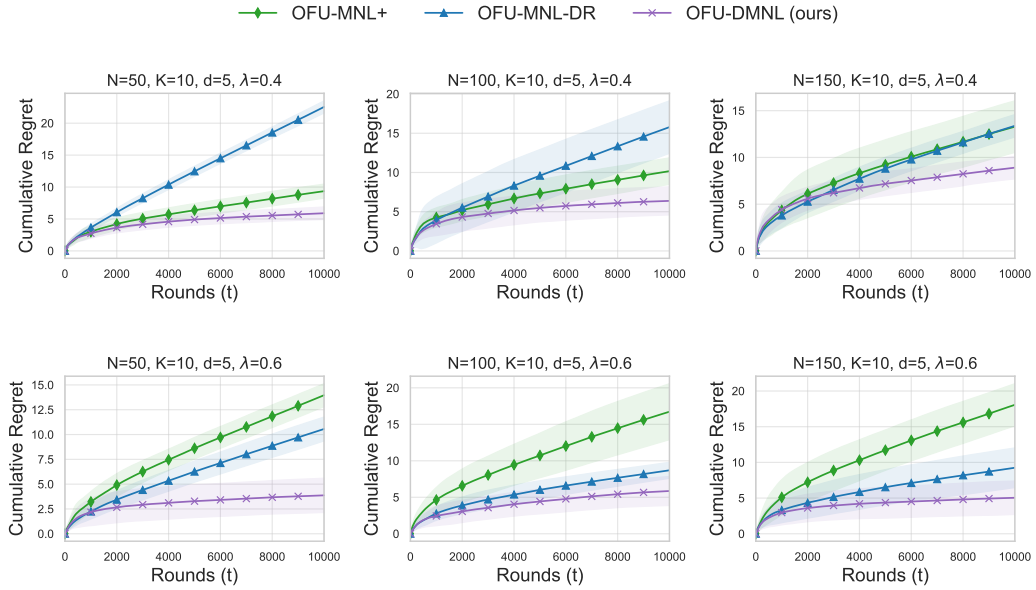 OFU-MNL+ OFU-MNL-DR OFU-DMNL (ours)
N=50, K=10, d=5, λ=0.4
Cumulative Regret
20
15
10
5
0
0 2000 4000 6000 8000 10000
Rounds (t)
N=100, K=10, d=5, λ=0.4
Cumulative Regret
20
15
10
5
0
0 2000 4000 6000 8000 10000
Rounds (t)
N=150, K=10, d=5, λ=0.4
Cumulative Regret
15
10
5
0
0 2000 4000 6000 8000 10000
Rounds (t)
N=50, K=10, d=5, λ=0.6
Cumulative Regret
15.0
12.5
10.0
7.5
5.0
2.5
0.0
0 2000 4000 6000 8000 10000
Rounds (t)
N=100, K=10, d=5, λ=0.6
Cumulative Regret
20
15
10
5
0
0 2000 4000 6000 8000 10000
Rounds (t)
N=150, K=10, d=5, λ=0.6
Cumulative Regret
20
15
10
5
0
0 2000 4000 6000 8000 10000
Rounds (t)